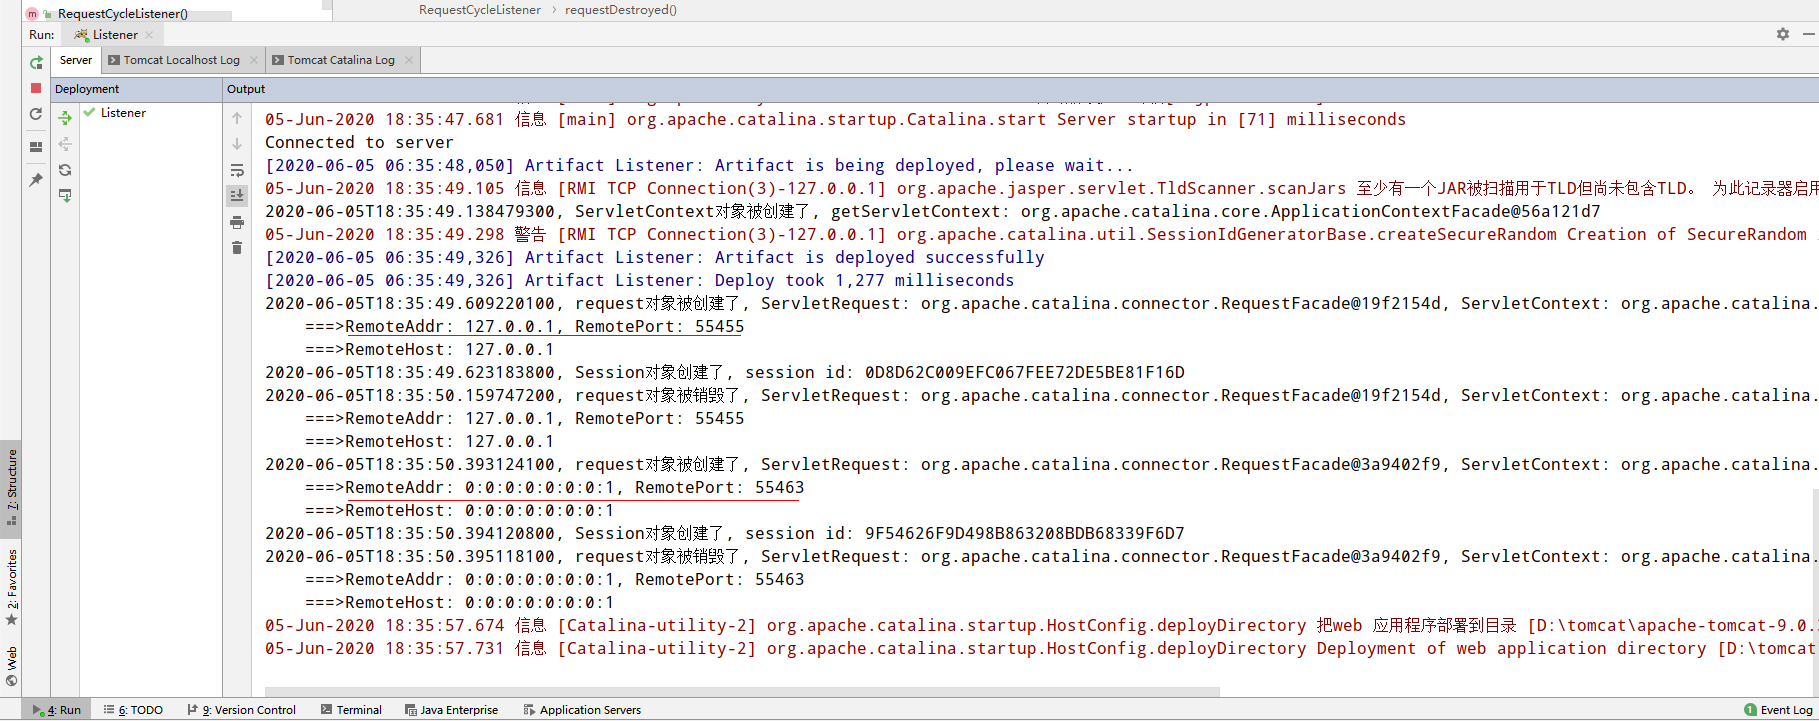 RequestCycleListener()
RequestCycleListener › requestDestroyed()
Run: Listener
Server Tomcat Localhost Log Tomcat Catalina Log
Deployment Output
Listener
05-Jun-2020 18:35:47.681 信息 [main] org.apache.catalina.startup.Catalina.start Server startup in [71] milliseconds
Connected to server
[2020-06-05 06:35:48,050] Artifact Listener: Artifact is being deployed, please wait...
05-Jun-2020 18:35:49.105 信息 [RMI TCP Connection(3)-127.0.0.1] org.apache.jasper.servlet.TldScanner.scanJars 至少有一个JAR被扫描用于TLD但尚未包含TLD。 为此记录器启用
2020-06-05T18:35:49.138479300, ServletContext对象被创建了, getServletContext: org.apache.catalina.core.ApplicationContextFacade@56a121d7
05-Jun-2020 18:35:49.298 警告 [RMI TCP Connection(3)-127.0.0.1] org.apache.catalina.util.SessionIdGeneratorBase.createSecureRandom Creation of SecureRandom
[2020-06-05 06:35:49,326] Artifact Listener: Artifact is deployed successfully
[2020-06-05 06:35:49,326] Artifact Listener: Deploy took 1,277 milliseconds
2020-06-05T18:35:49.609220100, request对象被创建了, ServletRequest: org.apache.catalina.connector.RequestFacade@19f2154d, ServletContext: org.apache.catalina.
===>RemoteAddr: 127.0.0.1, RemotePort: 55455
===>RemoteHost: 127.0.0.1
2020-06-05T18:35:49.623183800, Session对象创建了, session id: 0D8D62C009EFC067FEE72DE5BE81F16D
2020-06-05T18:35:50.159747200, request对象被销毁了, ServletRequest: org.apache.catalina.connector.RequestFacade@19f2154d, ServletContext: org.apache.catalina.
===>RemoteAddr: 127.0.0.1, RemotePort: 55455
===>RemoteHost: 127.0.0.1
2020-06-05T18:35:50.393124100, request对象被创建了, ServletRequest: org.apache.catalina.connector.RequestFacade@3a9402f9, ServletContext: org.apache.catalina.
===>RemoteAddr: 0:0:0:0:0:0:0:1, RemotePort: 55463
===>RemoteHost: 0:0:0:0:0:0:0:1
2020-06-05T18:35:50.394120800, Session对象创建了, session id: 9F54626F9D498B863208BDB68339F6D7
2020-06-05T18:35:50.395118100, request对象被销毁了, ServletRequest: org.apache.catalina.connector.RequestFacade@3a9402f9, ServletContext: org.apache.catalina.
===>RemoteAddr: 0:0:0:0:0:0:0:1, RemotePort: 55463
===>RemoteHost: 0:0:0:0:0:0:0:1
05-Jun-2020 18:35:57.674 信息 [Catalina-utility-2] org.apache.catalina.startup.HostConfig.deployDirectory 把web 应用程序部署到目录 [D:\tomcat\apache-tomcat-9.0.
05-Jun-2020 18:35:57.731 信息 [Catalina-utility-2] org.apache.catalina.startup.HostConfig.deployDirectory Deployment of web application directory [D:\tomcat
7: Structure
2: Favorites
Web
4: Run 6: TODO 9: Version Control Terminal Java Enterprise Application Servers 1 Event Log